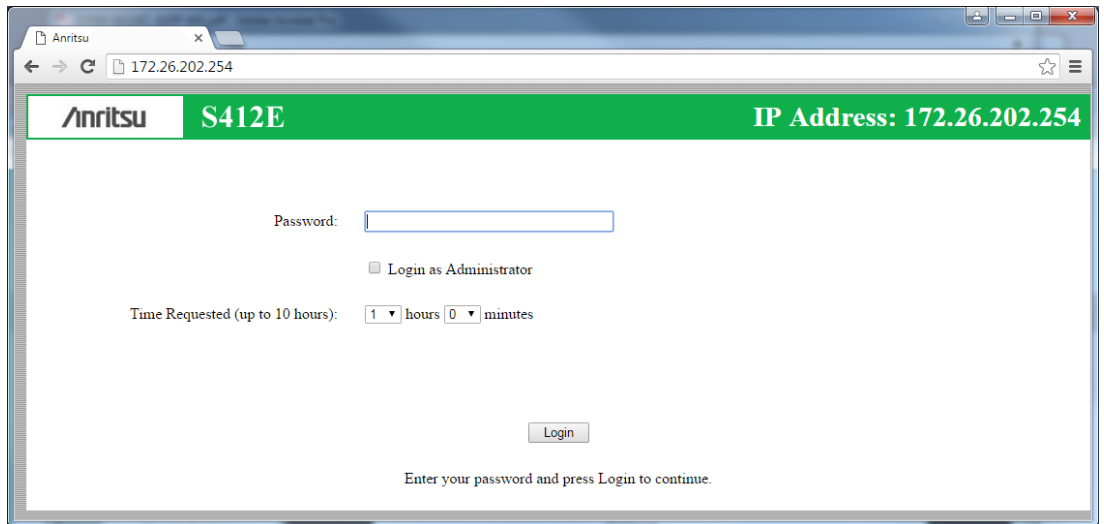 Anritsu
172.26.202.254
Anritsu S412E IP Address: 172.26.202.254
Password:
Login as Administrator
Time Requested (up to 10 hours): 1 hours 0 minutes
Login
Enter your password and press Login to continue.